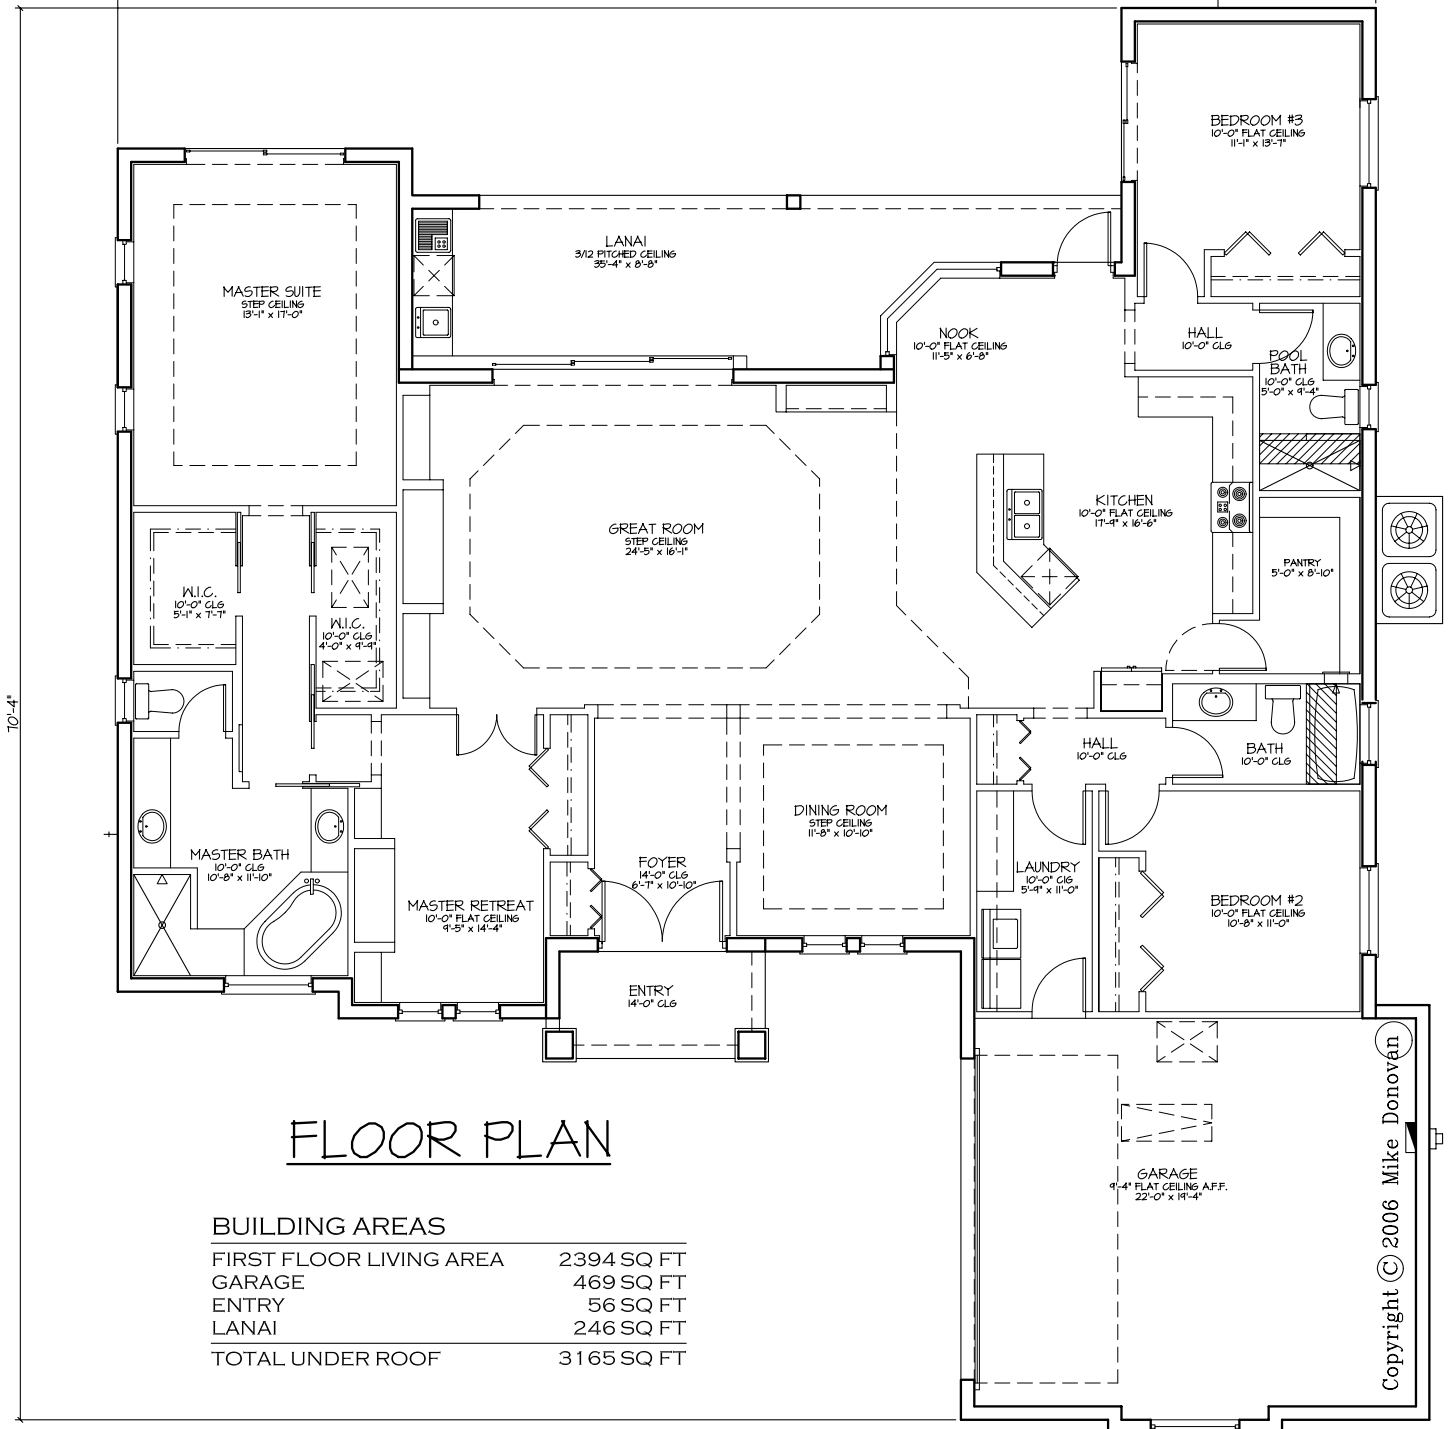 BEDROOM #3
10'-0" FLAT CEILING
11'-1" x 13'-7"
LANAI
3/12 PITCHED CEILING
35'-4" x 8'-8"
MASTER SUITE
STEP CEILING
13'-1" x 17'-0"
NOOK
10'-0" FLAT CEILING
11'-5" x 6'-8"
HALL
10'-0" CLG
POOL
BATH
10'-0" CLG
5'-0" x 9'-4"
KITCHEN
10'-0" FLAT CEILING
17'-9" x 16'-6"
GREAT ROOM
STEP CEILING
24'-5" x 16'-1"
PANTRY
5'-0" x 8'-10"
W.I.C.
10'-0" CLG
5'-1" x 7'-7"
W.I.C.
10'-0" CLG
4'-0" x 9'-9"
70'-4"
HALL
10'-0" CLG
BATH
10'-0" CLG
DINING ROOM
STEP CEILING
11'-8" x 10'-10"
MASTER BATH
10'-0" CLG
10'-8" x 11'-10"
FOYER
14'-0" CLG
6'-7" x 10'-10"
LAUNDRY
10'-0" ClG
5'-9" x 11'-0"
MASTER RETREAT
10'-0" FLAT CEILING
9'-5" x 14'-4"
BEDROOM #2
10'-0" FLAT CEILING
10'-8" x 11'-0"
ENTRY
14'-0" CLG
GARAGE
9'-4" FLAT CEILING A.F.F.
22'-0" x 19'-4"
Copyright © 2006 Mike Donovan
FLOOR PLAN
BUILDING AREAS
FIRST FLOOR LIVING AREA 2394 SQ FT
GARAGE 469 SQ FT
ENTRY 56 SQ FT
LANAI 246 SQ FT
TOTAL UNDER ROOF 3165 SQ FT